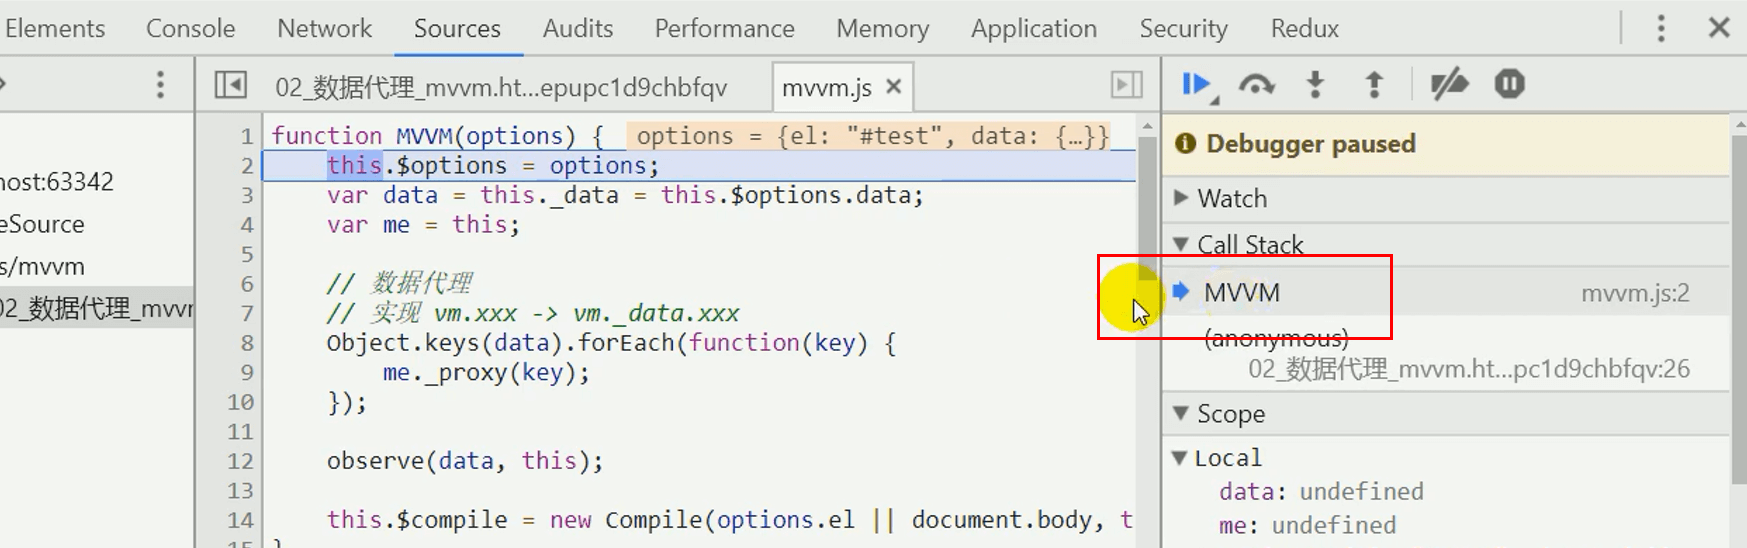 Elements Console Network Sources Audits Performance Memory Application Security Redux
02_数据代理_mvvm.ht...epupc1d9chbfqv mvvm.js
1 function MVVM(options) { options = {el: "#test", data: {…}}
2 this.$options = options;
3 var data = this._data = this.$options.data;
4 var me = this;
5
6 // 数据代理
7 // 实现 vm.xxx -> vm._data.xxx
8 Object.keys(data).forEach(function(key) {
9 me._proxy(key);
10 });
11
12 observe(data, this);
13
14 this.$compile = new Compile(options.el || document.body, t
ost:63342
eSource
s/mvvm
02_数据代理_mvvr
Debugger paused
Watch
Call Stack
MVVM mvvm.js:2
(anonymous)
02_数据代理_mvvm.ht...pc1d9chbfqv:26
Scope
Local
data: undefined
me: undefined